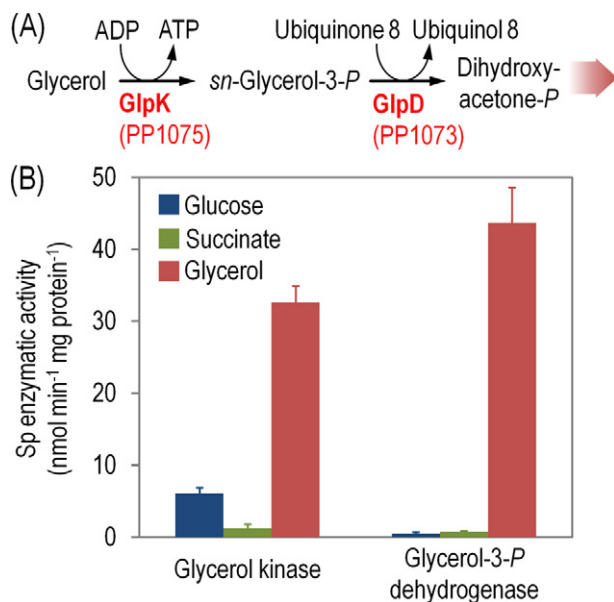 (A)
ADP ATP Ubiquinone 8 Ubiquinol 8
Glycerol sn-Glycerol-3-P Dihydroxy-
acetone-P
GlpK GlpD
(PP1075) (PP1073)
(B)
Sp enzymatic activity
(nmol min⁻¹ mg protein⁻¹)
50
40
30
20
10
0
Glucose
Succinate
Glycerol
Glycerol kinase
Glycerol-3-P
dehydrogenase